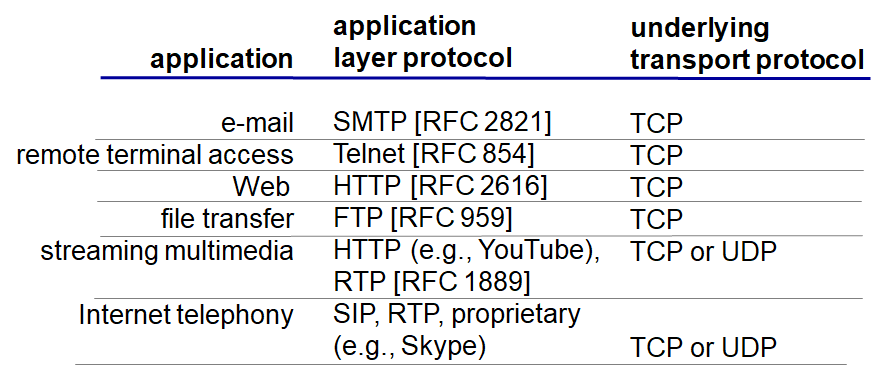 application
application layer protocol
underlying transport protocol
e-mail SMTP [RFC 2821] TCP
remote terminal access Telnet [RFC 854] TCP
Web HTTP [RFC 2616] TCP
file transfer FTP [RFC 959] TCP
streaming multimedia HTTP (e.g., YouTube), TCP or UDP
RTP [RFC 1889]
Internet telephony SIP, RTP, proprietary
(e.g., Skype) TCP or UDP